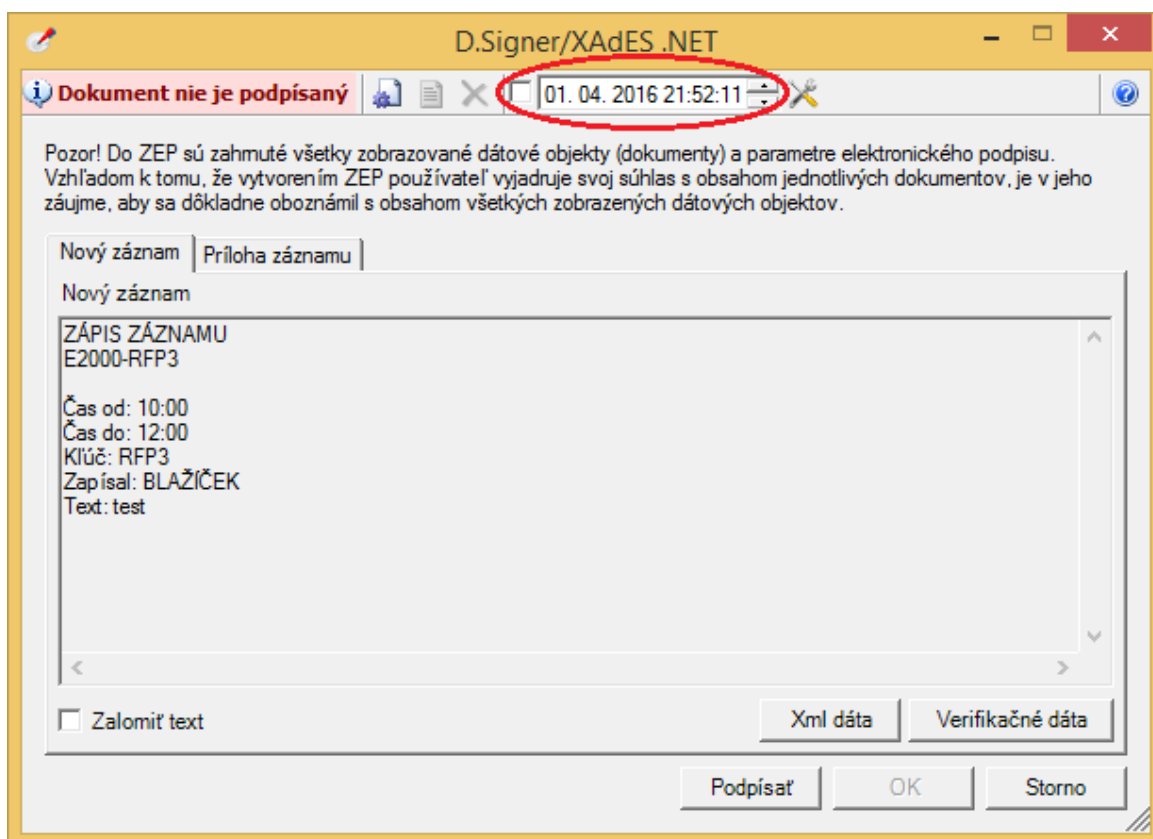 D.Signer/XAdES .NET
Dokument nie je podpísaný
01. 04. 2016 21:52:11
Pozor! Do ZEP sú zahrnuté všetky zobrazované dátové objekty (dokumenty) a parametre elektronického podpisu.
Vzhľadom k tomu, že vytvorením ZEP používateľ vyjadruje svoj súhlas s obsahom jednotlivých dokumentov, je v jeho
záujme, aby sa dôkladne oboznámil s obsahom všetkých zobrazených dátových objektov.
Nový záznam
Príloha záznamu
Nový záznam
ZÁPIS ZÁZNAMU
E2000-RFP3
Čas od: 10:00
Čas do: 12:00
Kľúč: RFP3
Zapísal: BLAŽÍČEK
Text: test
Zalomiť text
Xml dáta
Verifikačné dáta
Podpísať
OK
Storno